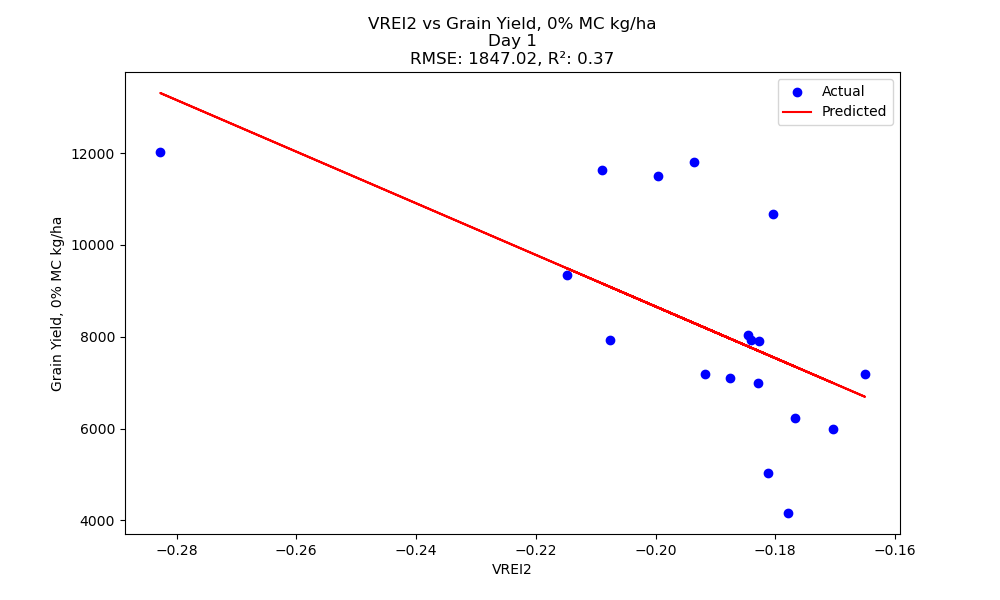 VREI2 vs Grain Yield, 0% MC kg/ha
Day 1
RMSE: 1847.02, R²: 0.37
Actual
Predicted
12000
10000
8000
6000
4000
Grain Yield, 0% MC kg/ha
−0.28
−0.26
−0.24
−0.22
−0.20
−0.18
−0.16
VREI2